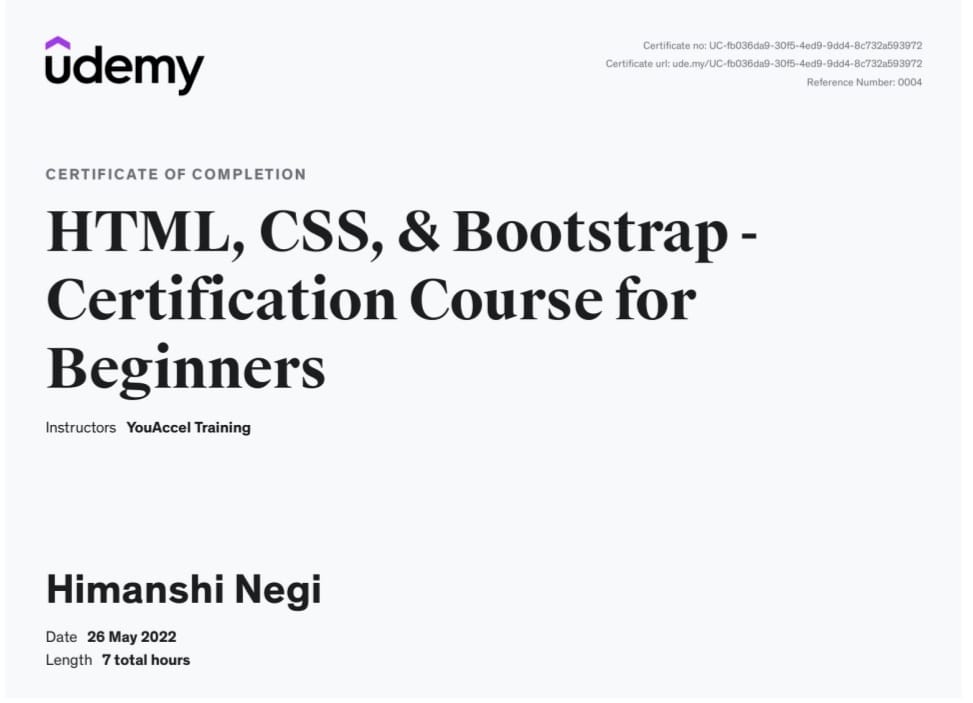 udemy
Certificate no: UC-fb036da9-30f5-4ed9-9dd4-8c732a593972
Certificate url: ude.my/UC-fb036da9-30f5-4ed9-9dd4-8c732a593972
Reference Number: 0004
CERTIFICATE OF COMPLETION
HTML, CSS, & Bootstrap -
Certification Course for
Beginners
Instructors YouAccel Training
Himanshi Negi
Date 26 May 2022
Length 7 total hours